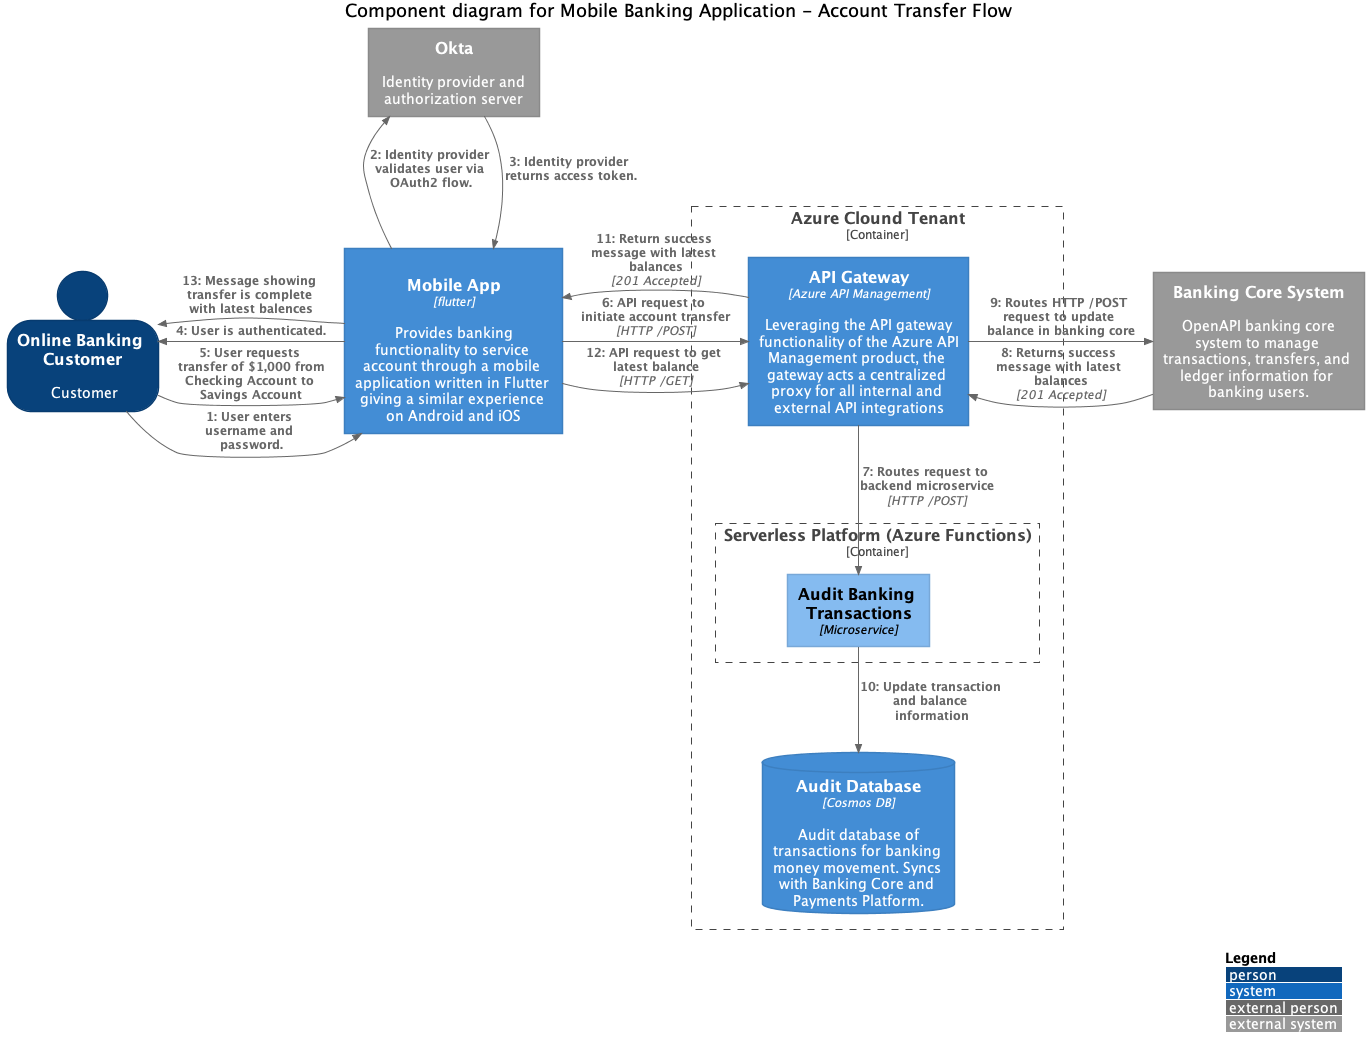 Component diagram for Mobile Banking Application - Account Transfer Flow
Okta
Identity provider and
authorization server
2: Identity provider
validates user via
OAuth2 flow.
3: Identity provider
returns access token.
Azure Clound Tenant
[Container]
Online Banking
Customer
Customer
13: Message showing
transfer is complete
with latest balences
4: User is authenticated.
5: User requests
transfer of $1,000 from
Checking Account to
Savings Account
1: User enters
username and
password.
Mobile App
[flutter]
Provides banking
functionality to service
account through a mobile
application written in Flutter
giving a similar experience
on Android and iOS
11: Return success
message with latest
balances
[201 Accepted]
6: API request to
initiate account transfer
[HTTP /POST]
12: API request to get
latest balance
[HTTP /GET]
API Gateway
[Azure API Management]
Leveraging the API gateway
functionality of the Azure API
Management product, the
gateway acts a centralized
proxy for all internal and
external API integrations
9: Routes HTTP /POST
request to update
balance in banking core
8: Returns success
message with latest
balances
[201 Accepted]
Banking Core System
OpenAPI banking core
system to manage
transactions, transfers, and
ledger information for
banking users.
7: Routes request to
backend microservice
[HTTP /POST]
Serverless Platform (Azure Functions)
[Container]
Audit Banking
Transactions
[Microservice]
10: Update transaction
and balance
information
Audit Database
[Cosmos DB]
Audit database of
transactions for banking
money movement. Syncs
with Banking Core and
Payments Platform.
Legend
person
system
external person
external system